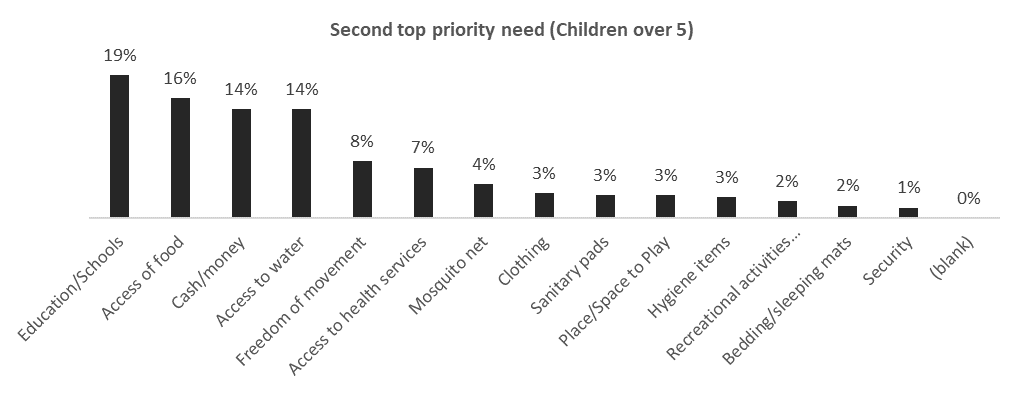 Second top priority need (Children over 5)
19%
16%
14%
14%
8%
7%
4%
3%
3%
3%
3%
2%
2%
1%
0%
Education/Schools
Access of food
Cash/money
Access to water
Freedom of movement
Access to health services
Mosquito net
Clothing
Sanitary pads
Place/Space to Play
Hygiene items
Recreational activities…
Bedding/sleeping mats
Security
(blank)